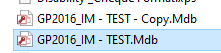 GP2016_IM - TEST - Copy.Mdb
GP2016_IM - TEST.Mdb